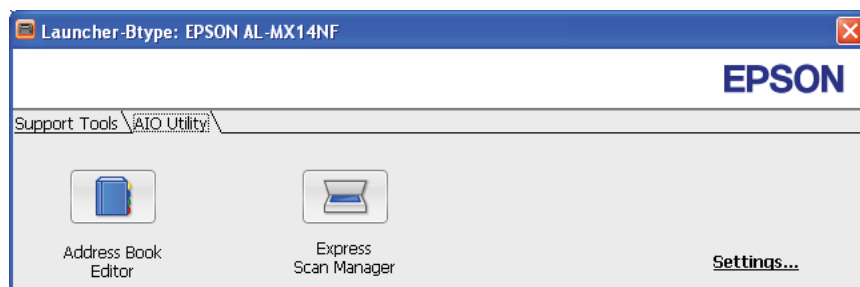 Launcher-Btype: EPSON AL-MX14NF
EPSON
Support Tools AIO Utility
Address Book
Editor
Express
Scan Manager
Settings...